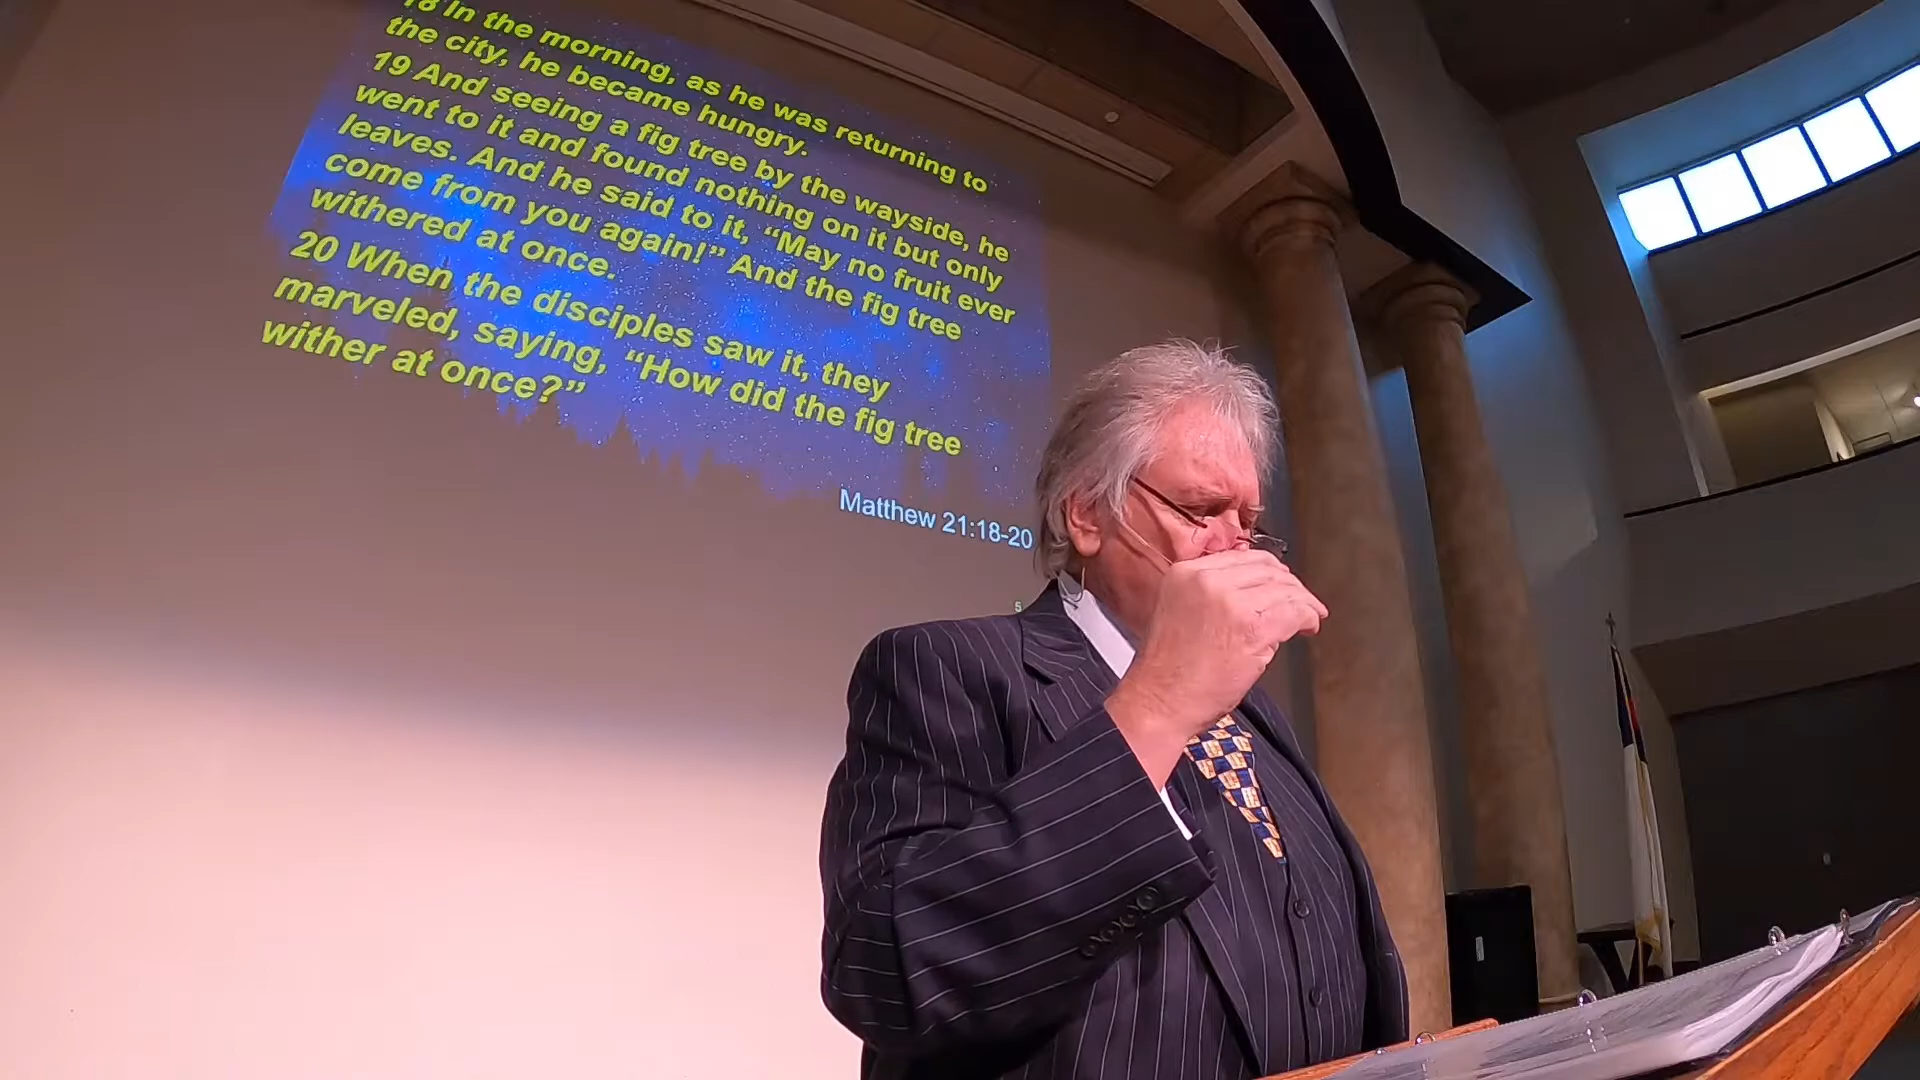 18 In the morning, as he was returning to
the city, he became hungry.
19 And seeing a fig tree by the wayside, he
went to it and found nothing on it but only
leaves. And he said to it, “May no fruit ever
come from you again!” And the fig tree
withered at once.
20 When the disciples saw it, they
marveled, saying, “How did the fig tree
wither at once?”
Matthew 21:18-20
5